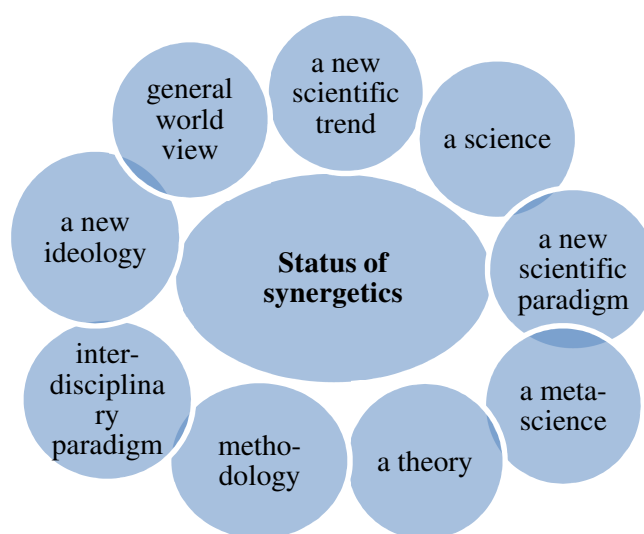 a new
scientific
trend
general
world
view
a science
a new
ideology
Status of
synergetics
a new
scientific
paradigm
inter-
disciplina
ry
paradigm
a meta-
science
metho-
dology
a theory